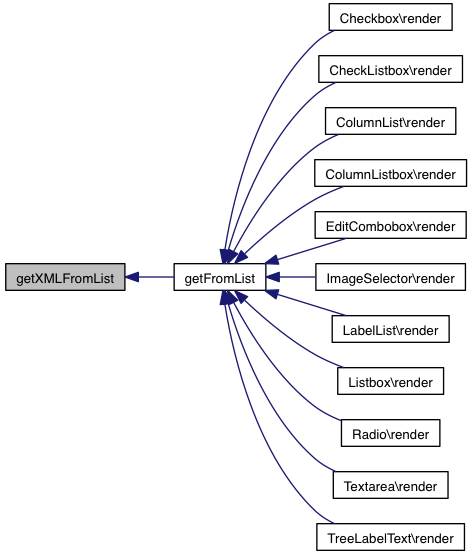 Checkbox\render
CheckListbox\render
ColumnList\render
ColumnListbox\render
EditCombobox\render
getXMLFromList
getFromList
ImageSelector\render
LabelList\render
Listbox\render
Radio\render
Textarea\render
TreeLabelText\render